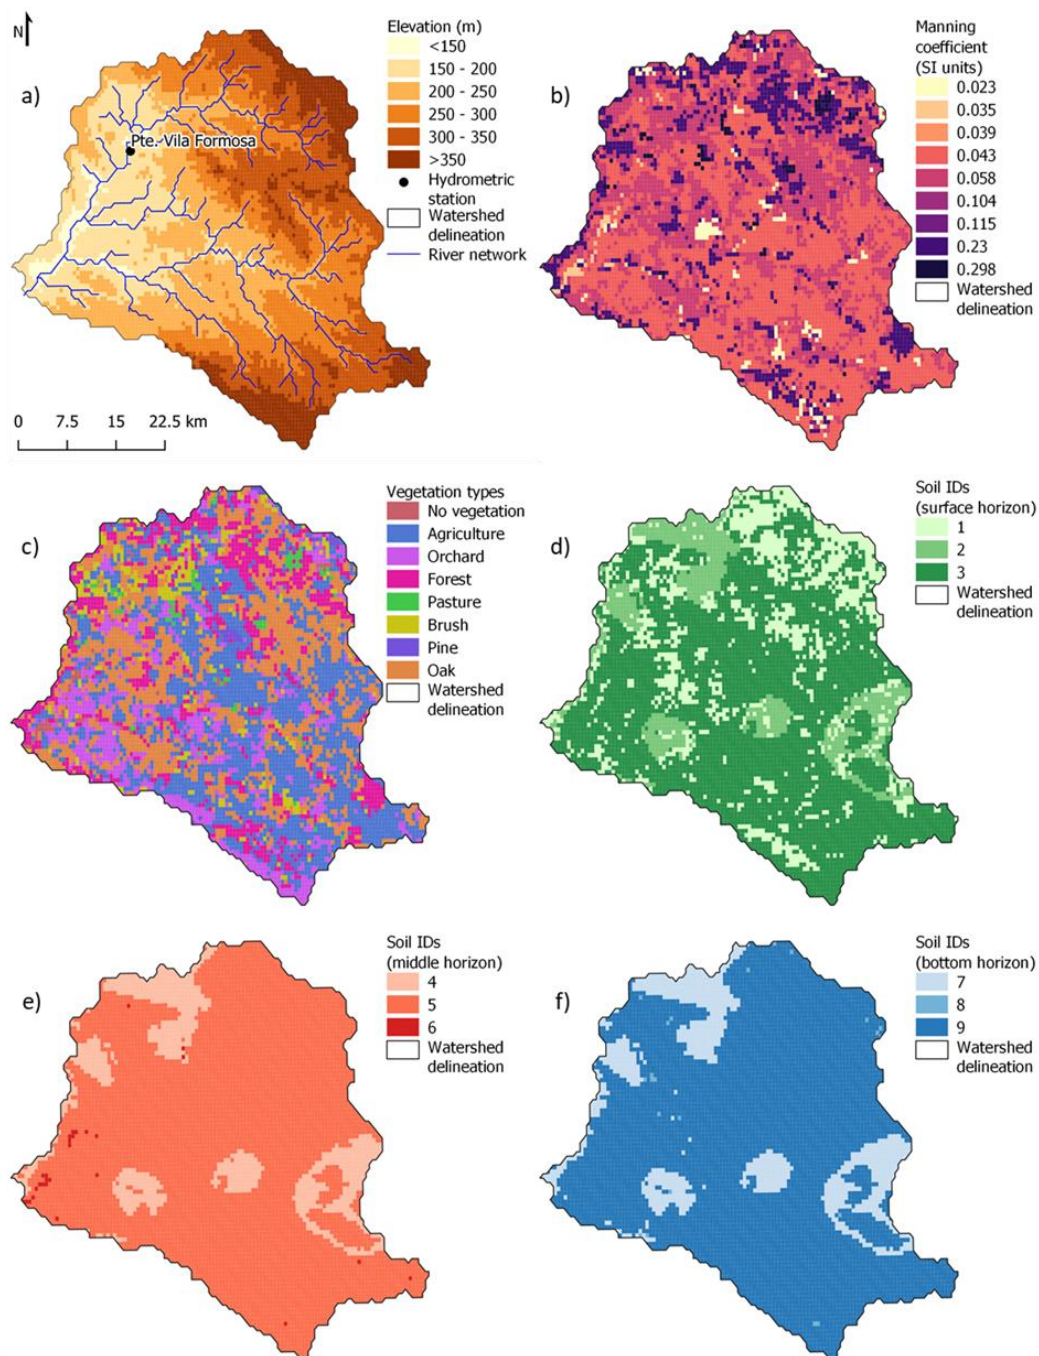 N
a)
Pte. Vila Formosa
0 7.5 15 22.5 km
Elevation (m)
<150
150 - 200
200 - 250
250 - 300
300 - 350
>350
Hydrometric
station
Watershed
delineation
River network
b)
Manning
coefficient
(SI units)
0.023
0.035
0.039
0.043
0.058
0.104
0.115
0.23
0.298
Watershed
delineation
c)
Vegetation types
No vegetation
Agriculture
Orchard
Forest
Pasture
Brush
Pine
Oak
Watershed
delineation
d)
Soil IDs
(surface horizon)
1
2
3
Watershed
delineation
e)
Soil IDs
(middle horizon)
4
5
6
Watershed
delineation
f)
Soil IDs
(bottom horizon)
7
8
9
Watershed
delineation